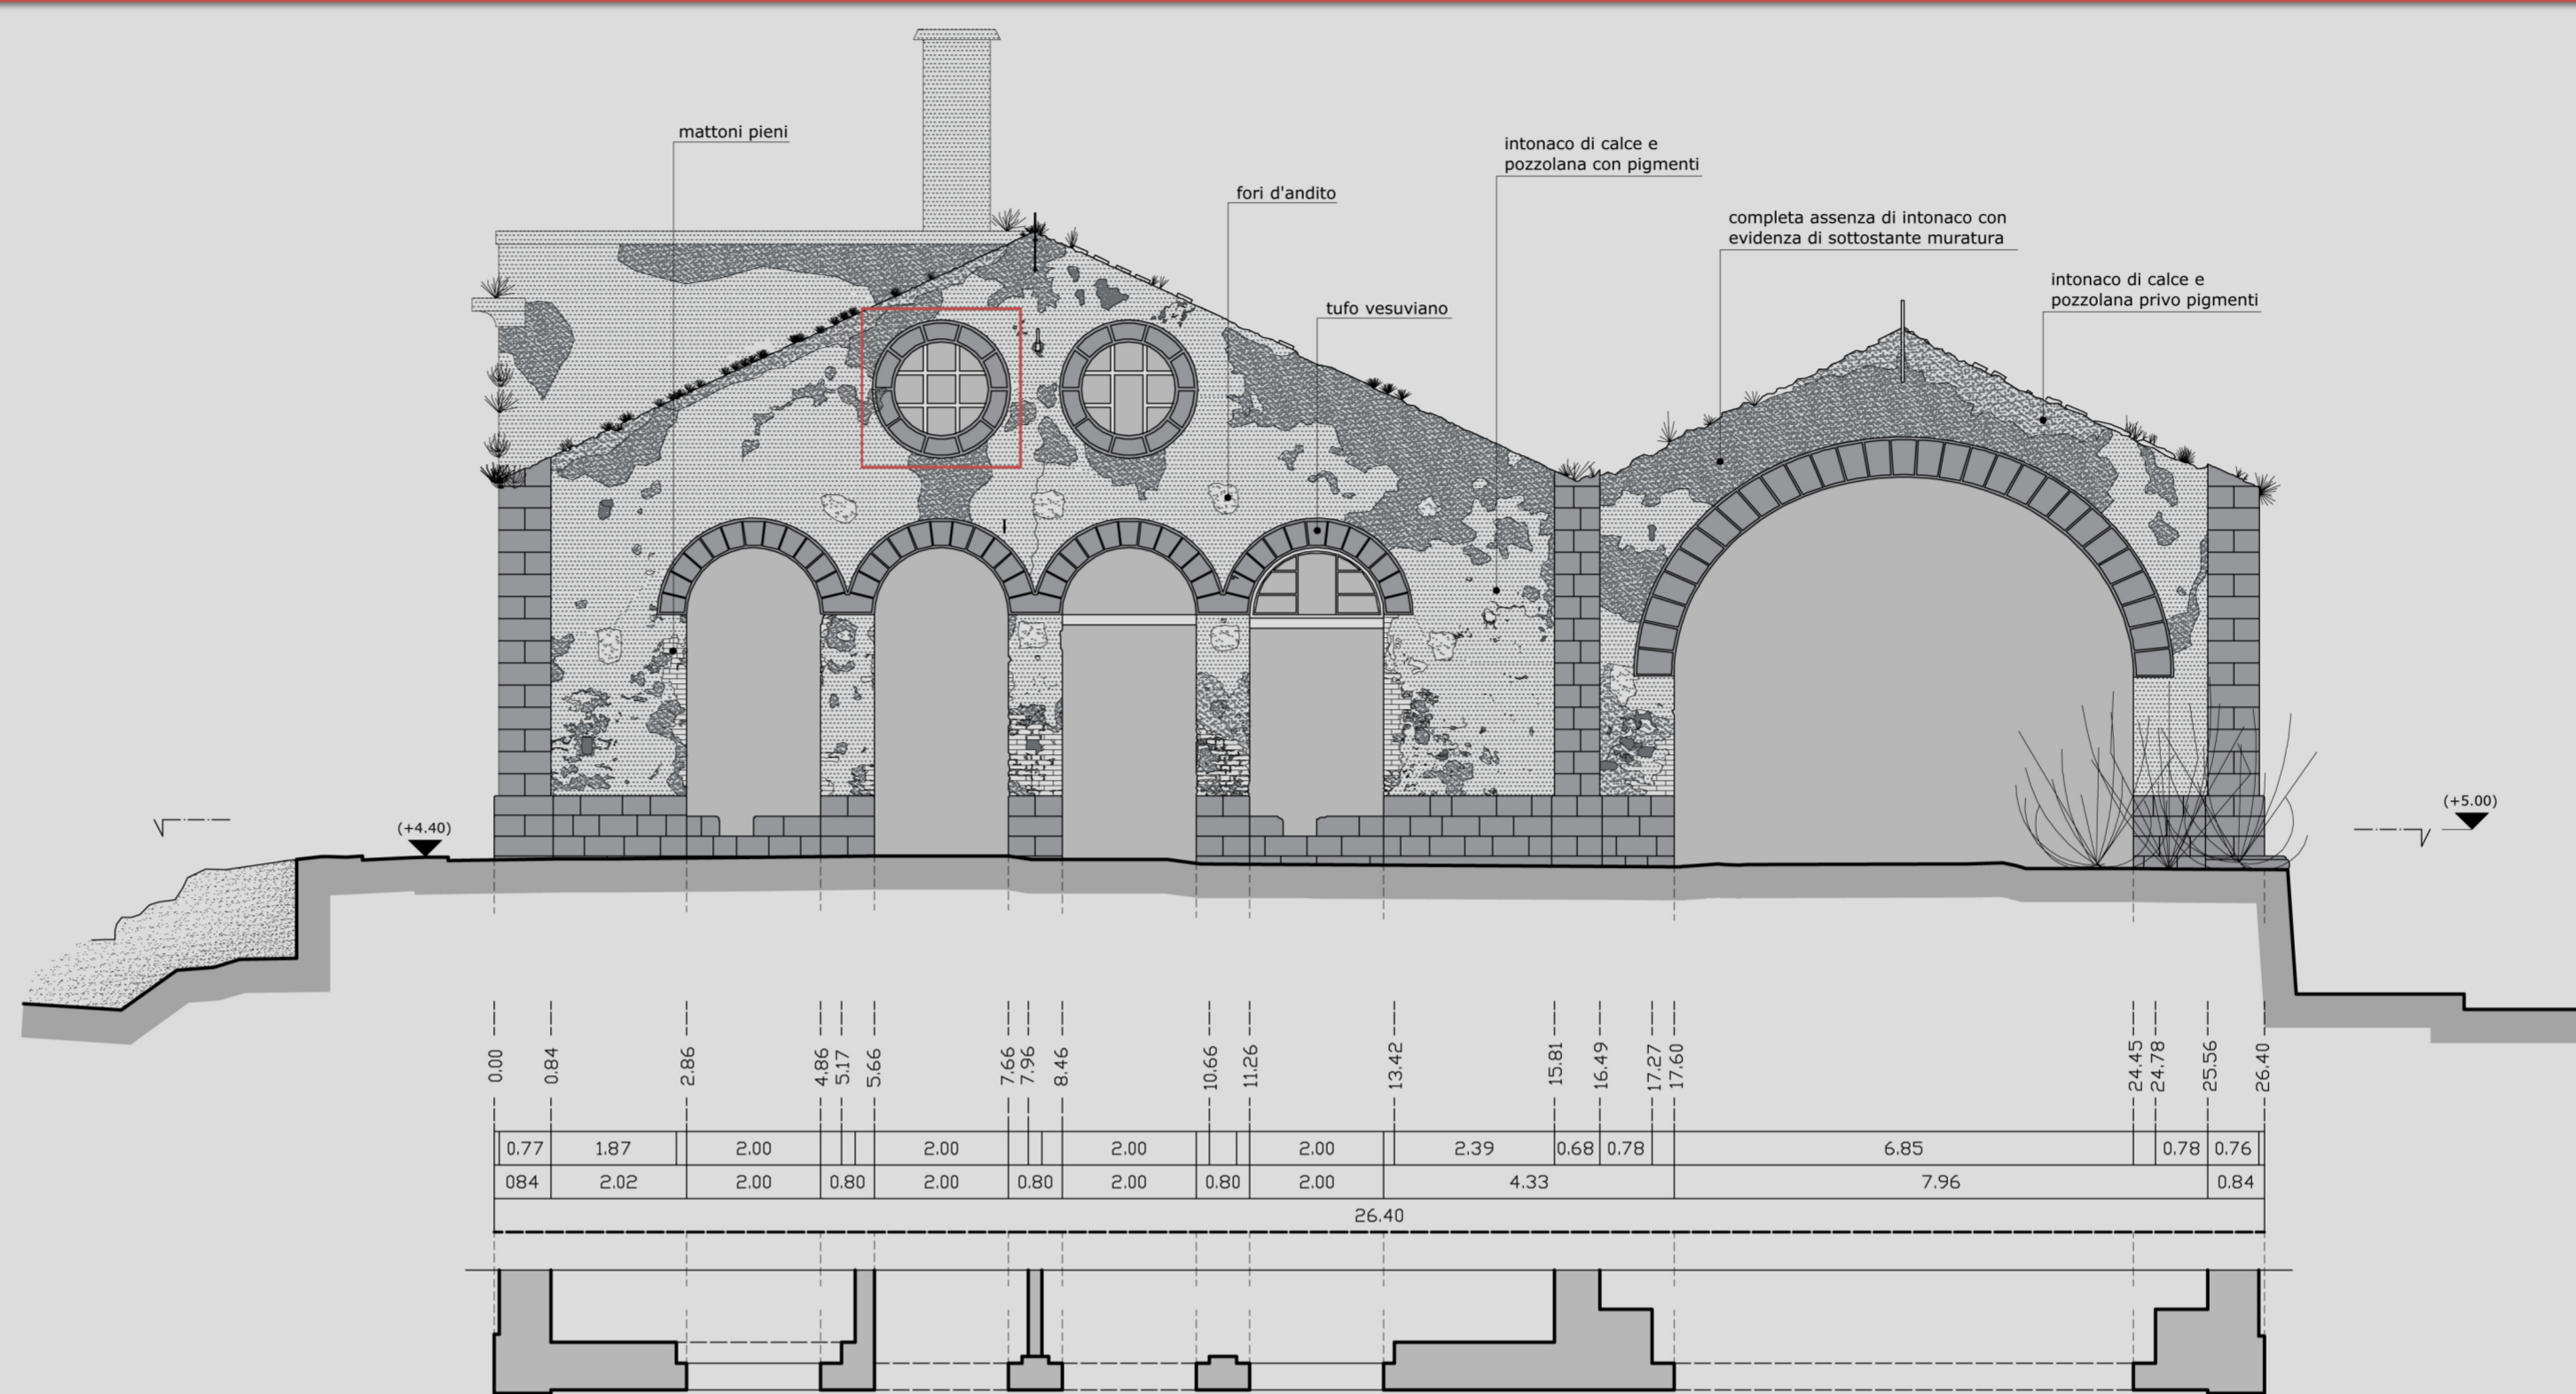 mattoni pieni
intonaco di calce e
pozzolana con pigmenti
fori d'andito
completa assenza di intonaco con
evidenza di sottostante muratura
intonaco di calce e
pozzolana privo pigmenti
tufo vesuviano
(+4.40)
(+5.00)
0.00 0.84 2.86 4.86 5.17 5.66 7.66 7.96 8.46 10.66 11.26 13.42 15.81 16.49 17.27 17.60 24.45 24.78 25.56 26.40
0.77 1.87 2.00 2.00 2.00 2.00 2.39 0.68 0.78 6.85 0.78 0.76
084 2.02 2.00 0.80 2.00 0.80 2.00 0.80 2.00 4.33 7.96 0.84
26.40